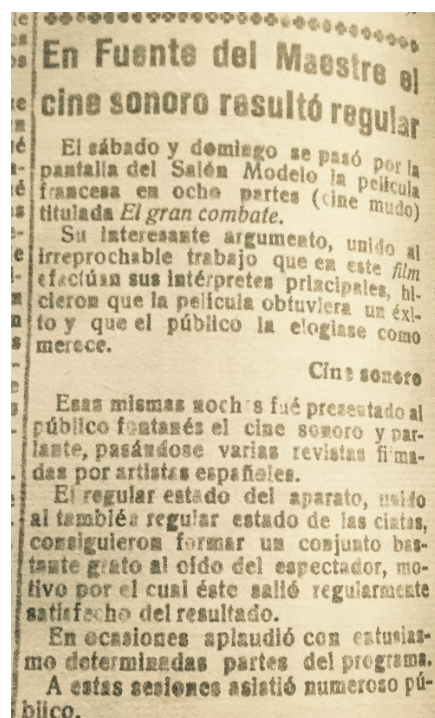 En Fuente del Maestre el
cine sonoro resultó regular
El sábado y domingo se pasó por la
pantalla del Salón Modelo la película
francesa en ocho partes (cine mudo)
titulada El gran combate.
Su interesante argumento, unido al
irreprochable trabajo que en este film
efectúan sus intérpretes principales, hi-
cieron que la película obtuviera un éxi-
to y que el público la elogiase como
merece.
Cine sonoro
Esas mismas noches fué presentado al
público fontanés el cine sonoro y par-
lante, pasándose varias revistas filma-
das por artistas españoles.
El regular estado del aparato, unido
al también regular estado de las cintas,
consiguieron formar un conjunto bas-
tante grato al oído del espectador, mo-
tivo por el cual éste salió regularmente
satisfecho del resultado.
En ocasiones aplaudió con entusias-
mo determinadas partes del programa.
A estas sesiones asistió numeroso pú-
blico.